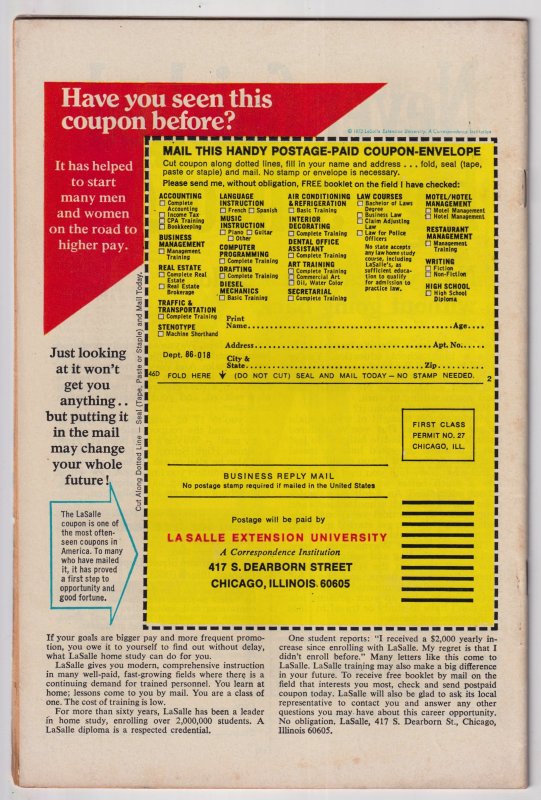 Have you seen this
coupon before?
© 1972 LaSalle Extension University, A Correspondence Institution
It has helped
to start
many men
and women
on the road to
higher pay.
Just looking
at it won't
get you
anything . .
but putting it
in the mail
may change
your whole
future!
The LaSalle
coupon is one of
the most often-
seen coupons in
America. To many
who have mailed
it, it has proved
a first step to
opportunity and
good fortune.
Cut Along Dotted Line — Seal (Tape, Paste or Staple) and Mail Today.
MAIL THIS HANDY POSTAGE-PAID COUPON-ENVELOPE
Cut coupon along dotted lines, fill in your name and address . . . fold, seal (tape,
paste or staple) and mail. No stamp or envelope is necessary.
Please send me, without obligation, FREE booklet on the field I have checked:
ACCOUNTING
Complete
Accounting
Income Tax
CPA Training
Bookkeeping
BUSINESS
MANAGEMENT
Management
Training
REAL ESTATE
Complete Real
Estate
Real Estate
Brokerage
TRAFFIC &
TRANSPORTATION
Complete Training
STENOTYPE
Machine Shorthand
LANGUAGE
INSTRUCTION
French Spanish
MUSIC
INSTRUCTION
Piano Guitar
Other
COMPUTER
PROGRAMMING
Complete Training
DRAFTING
Complete Training
DIESEL
MECHANICS
Basic Training
AIR CONDITIONING
& REFRIGERATION
Basic Training
INTERIOR
DECORATING
Complete Training
DENTAL OFFICE
ASSISTANT
Complete Training
ART TRAINING
Complete Training
Commercial Art
Oil, Water Color
SECRETARIAL
Complete Training
LAW COURSES
Bachelor of Laws
Degree
Business Law
Claim Adjusting
Law
Law for Police
Officers
No state accepts
any law home study
course, including
LaSalle's, as
sufficient educa-
tion to qualify
for admission to
practice law.
MOTEL/HOTEL
MANAGEMENT
Motel Management
Hotel Management
RESTAURANT
MANAGEMENT
Management
Training
WRITING
Fiction
Non-Fiction
HIGH SCHOOL
High School
Diploma
Print
Name.......... Age....
Address.......... Apt. No......
Dept. 86-018
City &
State.......... Zip..........
46D FOLD HERE (DO NOT CUT) SEAL AND MAIL TODAY – NO STAMP NEEDED. 2
FIRST CLASS
PERMIT NO. 27
CHICAGO, ILL.
BUSINESS REPLY MAIL
No postage stamp required if mailed in the United States
Postage will be paid by
LA SALLE EXTENSION UNIVERSITY
A Correspondence Institution
417 S. DEARBORN STREET
CHICAGO, ILLINOIS 60605
If your goals are bigger pay and more frequent promo-
tion, you owe it to yourself to find out without delay,
what LaSalle home study can do for you.
LaSalle gives you modern, comprehensive instruction
in many well-paid, fast-growing fields where there is a
continuing demand for trained personnel. You learn at
home; lessons come to you by mail. You are a class of
one. The cost of training is low.
For more than sixty years, LaSalle has been a leader
in home study, enrolling over 2,000,000 students. A
LaSalle diploma is a respected credential.
One student reports: "I received a $2,000 yearly in-
crease since enrolling with LaSalle. My regret is that I
didn't enroll before." Many letters like this come to
LaSalle. LaSalle training may also make a big difference
in your future. To receive free booklet by mail on the
field that interests you most, check and send postpaid
coupon today. LaSalle will also be glad to ask its local
representative to contact you and answer any other
questions you may have about this career opportunity.
No obligation. LaSalle, 417 S. Dearborn St., Chicago,
Illinois 60605.